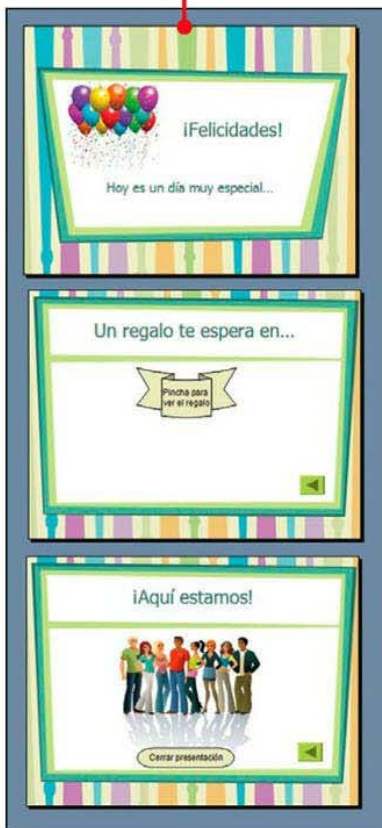 ¡Felicidades!
Hoy es un día muy especial...
Un regalo te espera en...
Pincha para
ver el regalo
¡Aquí estamos!
Cerrar presentación